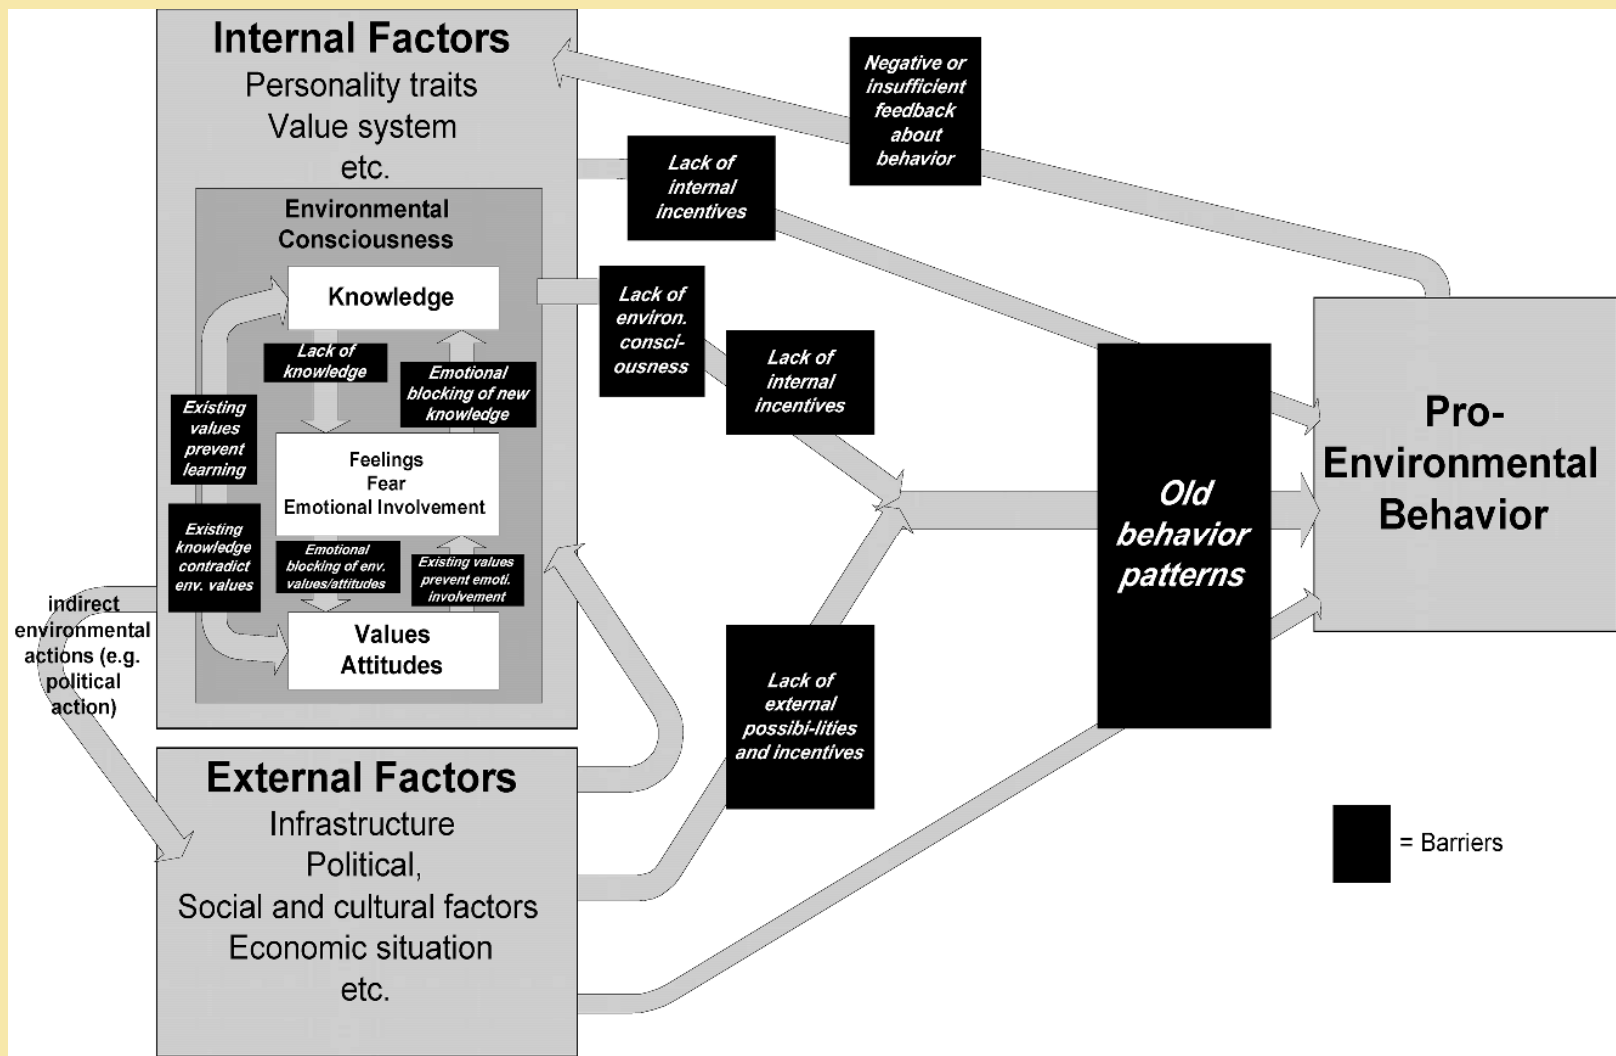 Internal Factors
Personality traits
Value system
etc.
Environmental
Consciousness
Knowledge
Lack of
knowledge
Emotional
blocking of new
knowledge
Existing
values
prevent
learning
Feelings
Fear
Emotional Involvement
Existing
knowledge
contradict
env. values
Emotional
blocking of env.
values/attitudes
Existing values
prevent emoti.
involvement
Values
Attitudes
indirect
environmental
actions (e.g.
political
action)
External Factors
Infrastructure
Political,
Social and cultural factors
Economic situation
etc.
Negative or
insufficient
feedback
about
behavior
Lack of
internal
incentives
Lack of
environ.
consci-
ousness
Lack of
internal
incentives
Lack of
external
possibi-lities
and incentives
Old
behavior
patterns
Pro-
Environmental
Behavior
= Barriers